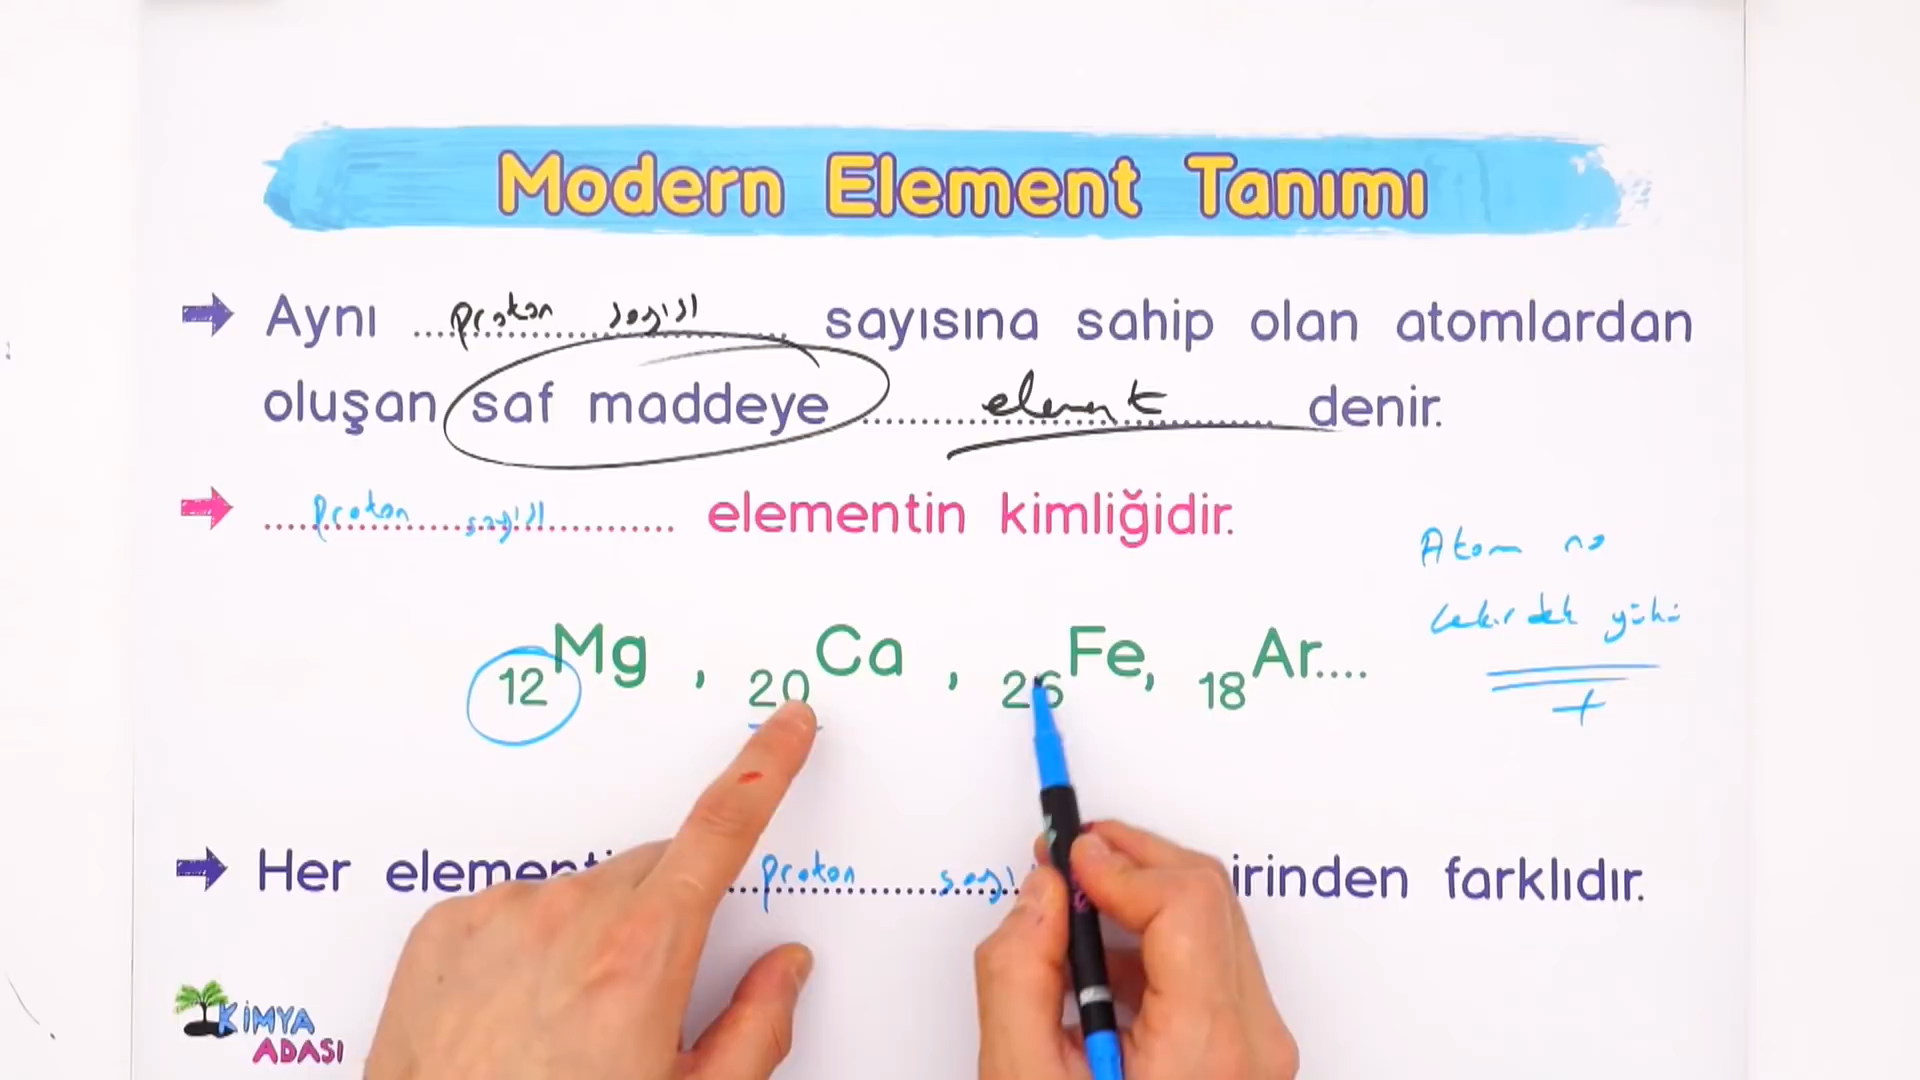 Modern Element Tanımı
Aynı proton sayısı sayısına sahip olan atomlardan
oluşan saf maddeye element denir.
proton sayısı elementin kimliğidir.
Atom no
Çekirdek yükü
+
12Mg , 20Ca , 26Fe, 18Ar....
Her elementi proton sayı irinden farklıdır.
KİMYA
ADASI